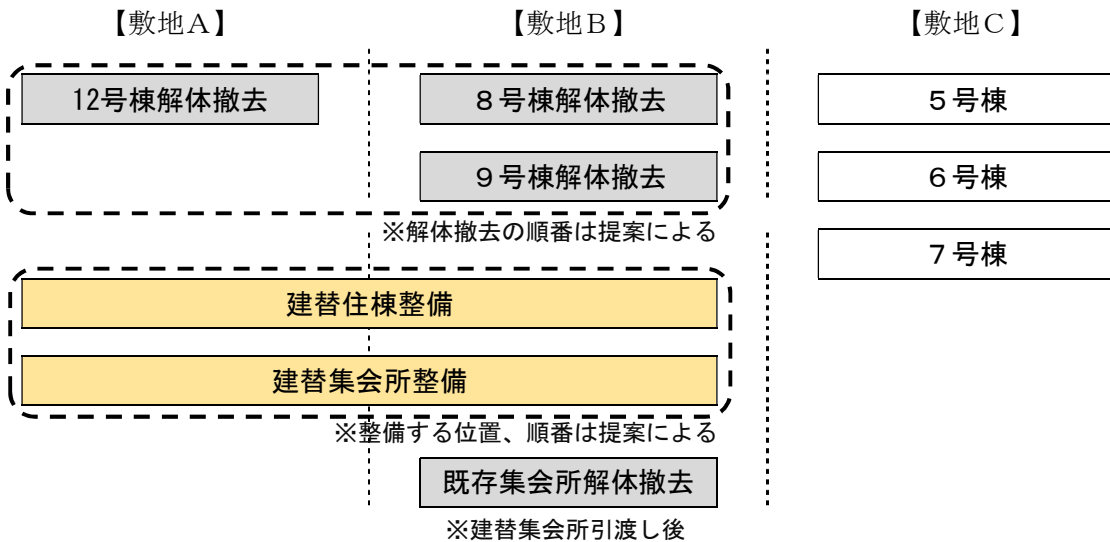 【敷地A】 【敷地B】 【敷地C】
12号棟解体撤去 8号棟解体撤去 5号棟
9号棟解体撤去 6号棟
※解体撤去の順番は提案による
7号棟
建替住棟整備
建替集会所整備
※整備する位置、順番は提案による
既存集会所解体撤去
※建替集会所引渡し後